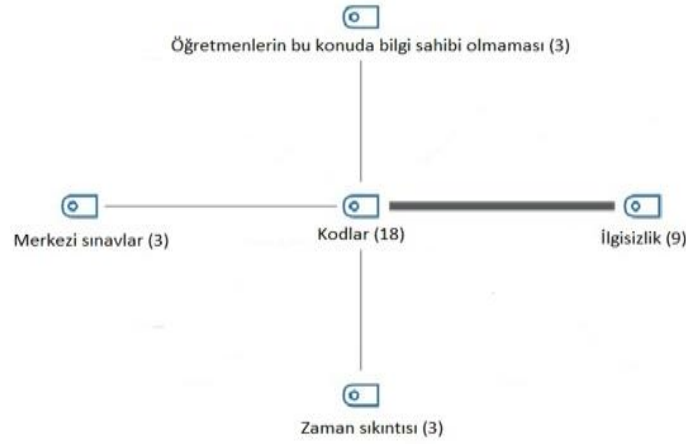 Öğretmenlerin bu konuda bilgi sahibi olmaması (3)
Merkezi sınavlar (3)
Kodlar (18)
İlgisizlik (9)
Zaman sıkıntısı (3)